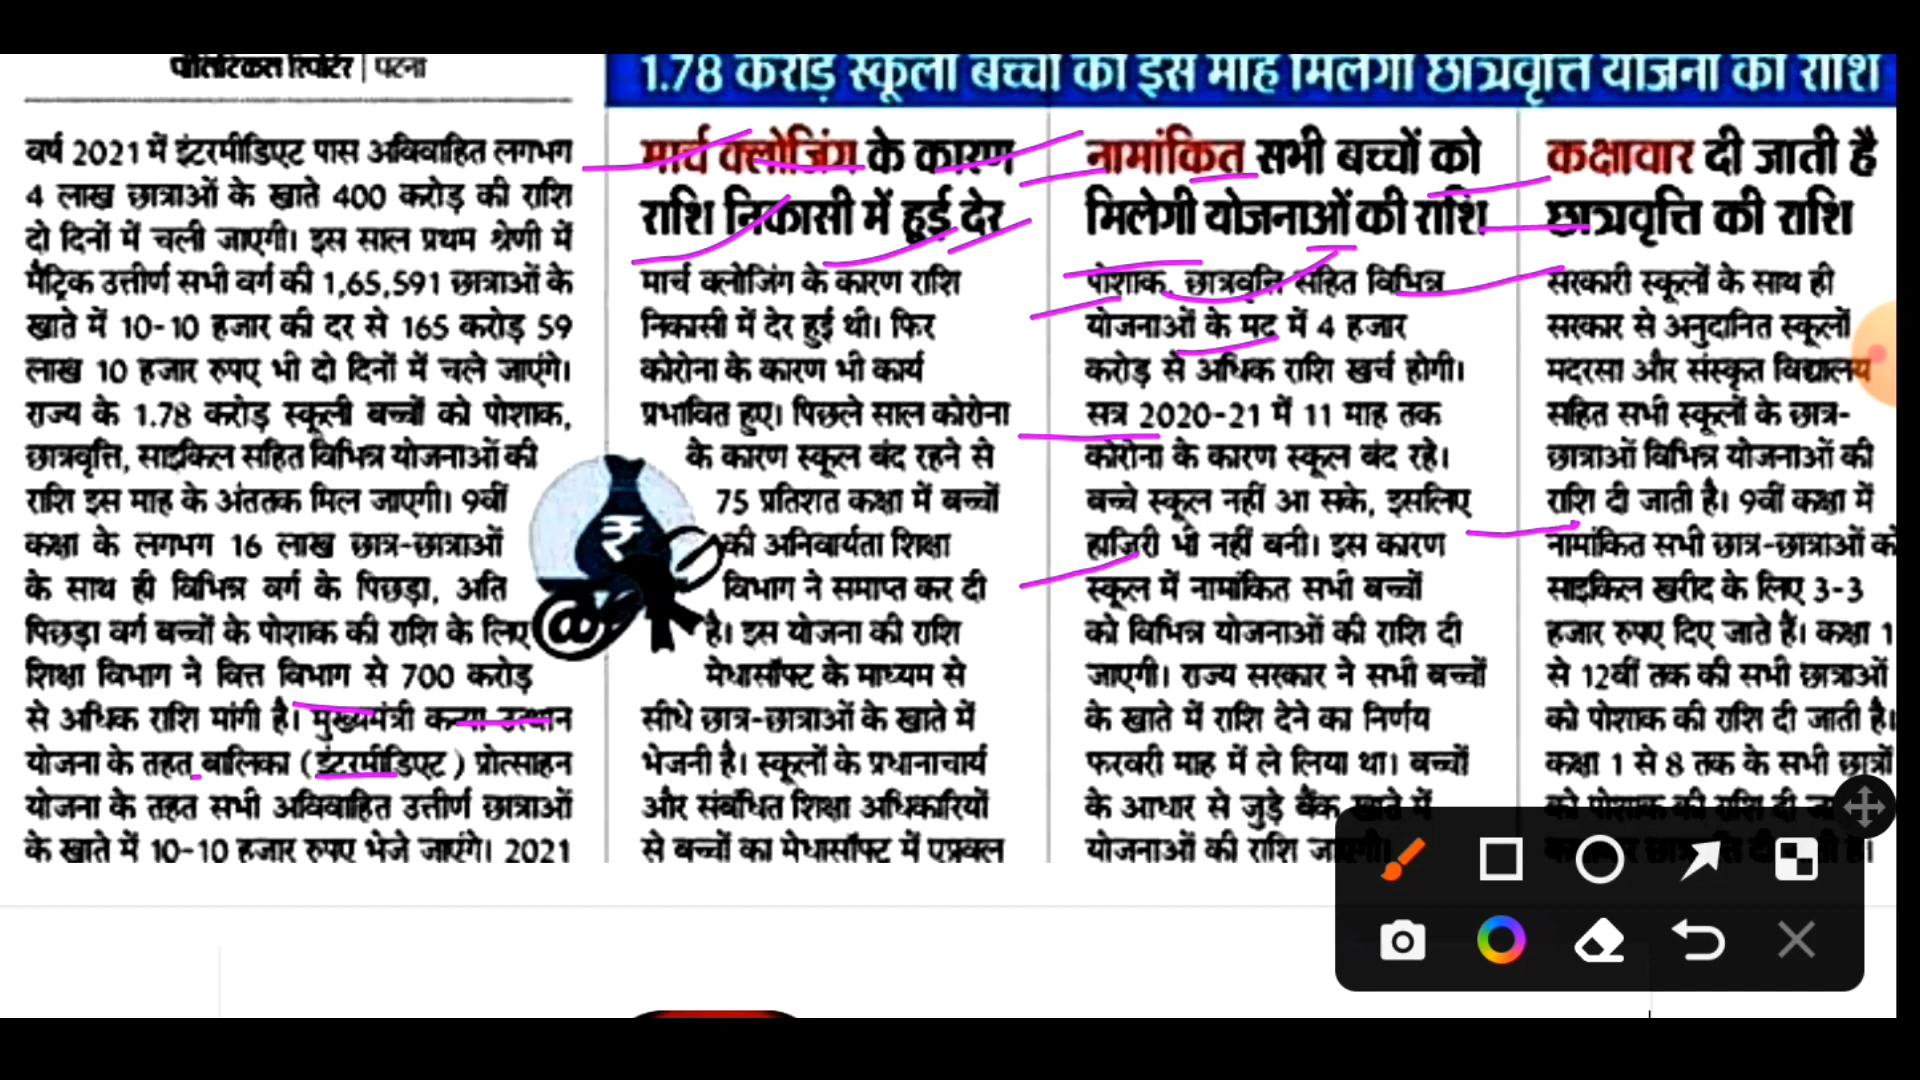 पॉलिटिकल रिपोर्टर | पटना
वर्ष 2021 में इंटरमीडिएट पास अविवाहित लगभग
4 लाख छात्राओं के खाते 400 करोड़ की राशि
दो दिनों में चली जाएगी। इस साल प्रथम श्रेणी में
मैट्रिक उत्तीर्ण सभी वर्ग की 1,65,591 छात्राओं के
खाते में 10-10 हजार की दर से 165 करोड़ 59
लाख 10 हजार रुपए भी दो दिनों में चले जाएंगे।
राज्य के 1.78 करोड़ स्कूली बच्चों को पोशाक,
छात्रवृत्ति, साइकिल सहित विभिन्न योजनाओं की
राशि इस माह के अंततक मिल जाएगी। 9वीं
कक्षा के लगभग 16 लाख छात्र-छात्राओं
के साथ ही विभिन्न वर्ग के पिछड़ा, अति
पिछड़ा वर्ग बच्चों के पोशाक की राशि के लिए
शिक्षा विभाग ने वित्त विभाग से 700 करोड़
से अधिक राशि मांगी है। मुख्यमंत्री कन्या उत्थान
योजना के तहत बालिका (इंटरमीडिएट) प्रोत्साहन
योजना के तहत सभी अविवाहित उत्तीर्ण छात्राओं
के खाते में 10-10 हजार रुपए भेजे जाएंगे। 2021
1.78 करोड़ स्कूली बच्चों को इस माह मिलेगी छात्रवृत्ति योजना की राशि
मार्च क्लोजिंग के कारण
राशि निकासी में हुई देर
मार्च क्लोजिंग के कारण राशि
निकासी में देर हुई थी। फिर
कोरोना के कारण भी कार्य
प्रभावित हुए। पिछले साल कोरोना
के कारण स्कूल बंद रहने से
75 प्रतिशत कक्षा में बच्चों
की अनिवार्यता शिक्षा
विभाग ने समाप्त कर दी
है। इस योजना की राशि
मेधासॉफ्ट के माध्यम से
सीधे छात्र-छात्राओं के खाते में
भेजनी है। स्कूलों के प्रधानाचार्य
और संबंधित शिक्षा अधिकारियों
से बच्चों का मेधासॉफ्ट में एप्रूवल
नामांकित सभी बच्चों को
मिलेगी योजनाओं की राशि
पोशाक, छात्रवृत्ति सहित विभिन्न
योजनाओं के मद में 4 हजार
करोड़ से अधिक राशि खर्च होगी।
सत्र 2020-21 में 11 माह तक
कोरोना के कारण स्कूल बंद रहे।
बच्चे स्कूल नहीं आ सके, इसलिए
हाजिरी भी नहीं बनी। इस कारण
स्कूल में नामांकित सभी बच्चों
को विभिन्न योजनाओं की राशि दी
जाएगी। राज्य सरकार ने सभी बच्चों
के खाते में राशि देने का निर्णय
फरवरी माह में ले लिया था। बच्चों
के आधार से जुड़े बैंक खाते में
योजनाओं की राशि जाएगी।
कक्षावार दी जाती है
छात्रवृत्ति की राशि
सरकारी स्कूलों के साथ ही
सरकार से अनुदानित स्कूलों
मदरसा और संस्कृत विद्यालय
सहित सभी स्कूलों के छात्र-
छात्राओं विभिन्न योजनाओं की
राशि दी जाती है। 9वीं कक्षा में
नामांकित सभी छात्र-छात्राओं को
साइकिल खरीद के लिए 3-3
हजार रुपए दिए जाते हैं। कक्षा 1
से 12वीं तक की सभी छात्राओं
को पोशाक की राशि दी जाती है।
कक्षा 1 से 8 तक के सभी छात्रों
को पोशाक की राशि दी